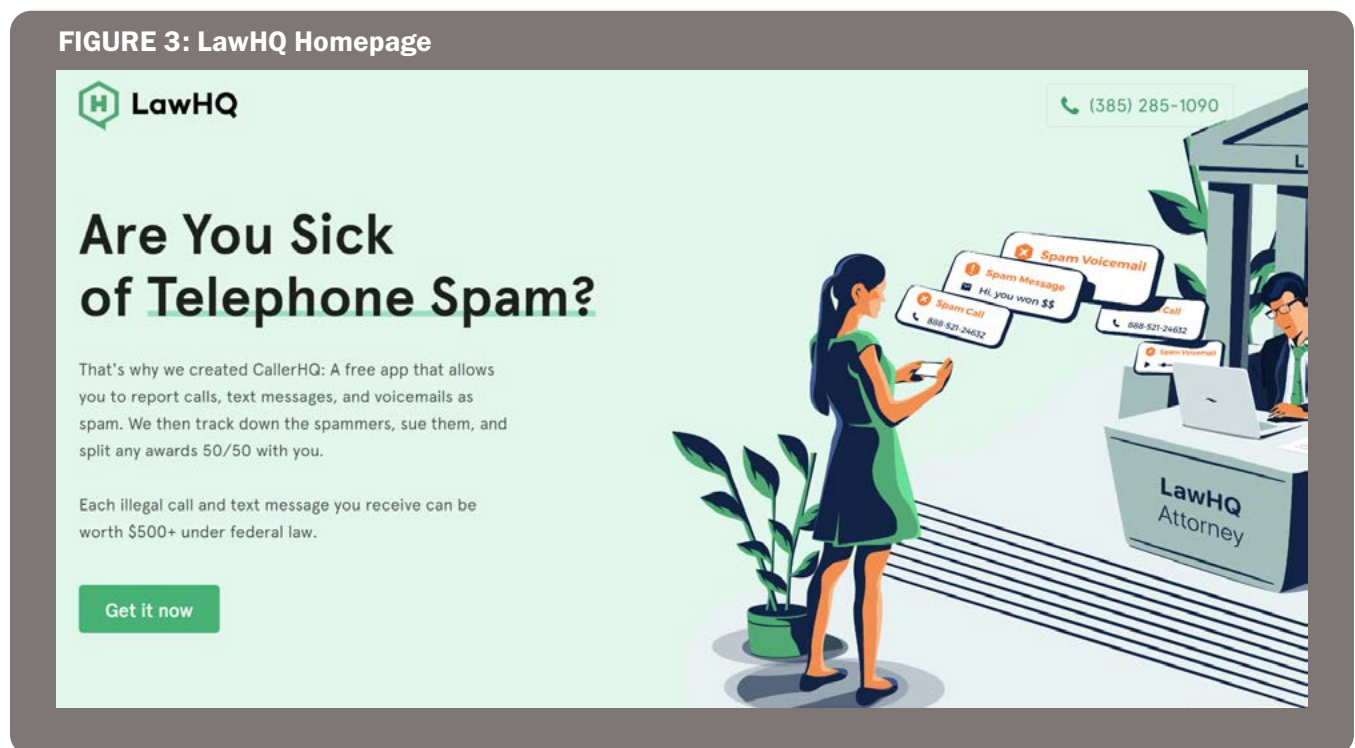 FIGURE 3: LawHQ Homepage
H LawHQ
(385) 285-1090
Are You Sick
of Telephone Spam?
That's why we created CallerHQ: A free app that allows
you to report calls, text messages, and voicemails as
spam. We then track down the spammers, sue them, and
split any awards 50/50 with you.
Each illegal call and text message you receive can be
worth $500+ under federal law.
Get it now
L
Spam Voicemail
Spam Message
Hi, you won $$
Spam Call
888-521-24632
Call
888-521-24632
Spam Voicemail
LawHQ
Attorney